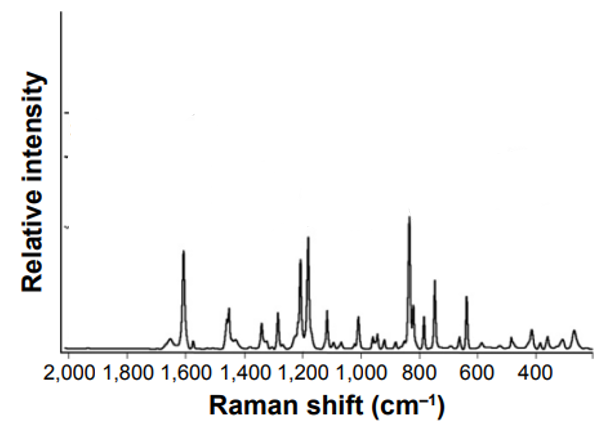 Relative intensity
2,000 1,800 1,600 1,400 1,200 1,000 800 600 400
Raman shift (cm⁻¹)